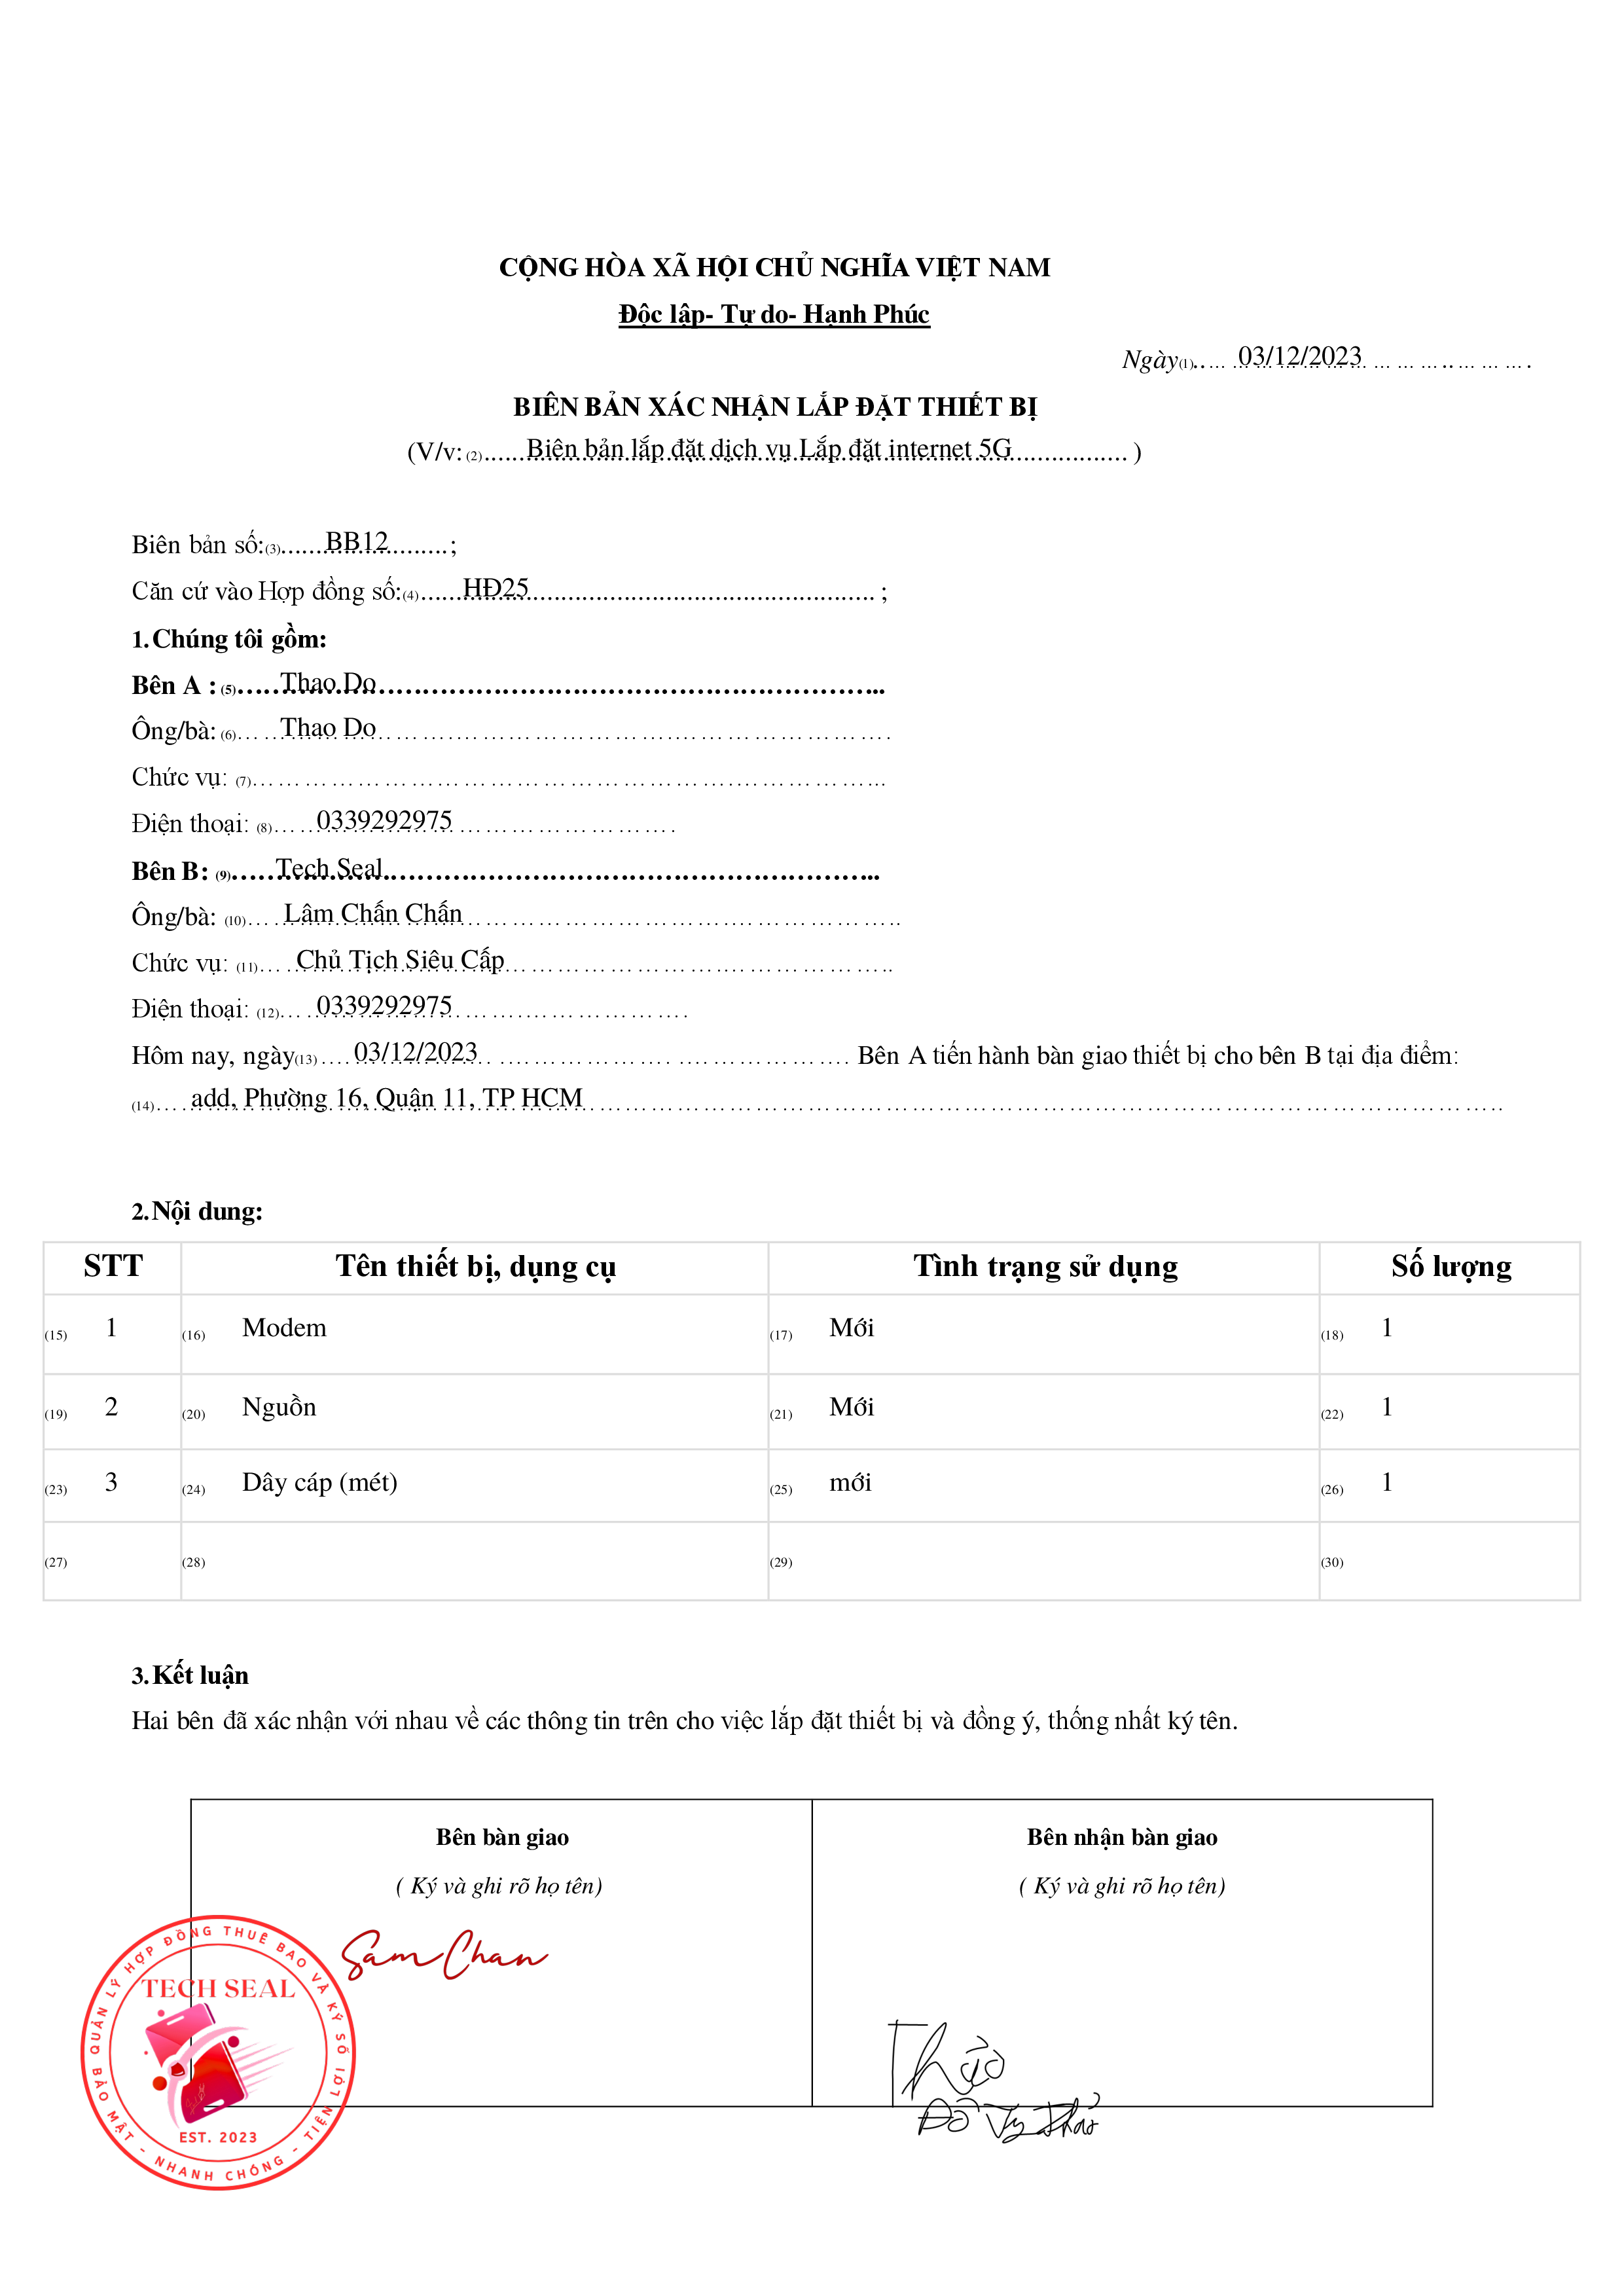 CỘNG HÒA XÃ HỘI CHỦ NGHĨA VIỆT NAM
Độc lập- Tự do- Hạnh Phúc
Ngày(1)... 03/12/2023 ...
BIÊN BẢN XÁC NHẬN LẮP ĐẶT THIẾT BỊ
(V/v: (2)... Biên bản lắp đặt dịch vụ Lắp đặt internet 5G ... )
Biên bản số:(3)... BB12 ...;
Căn cứ vào Hợp đồng số:(4)... HĐ25 ... ;
1. Chúng tôi gồm:
Bên A : (5)... Thao Do ...
Ông/bà: (6)... Thao Do ...
Chức vụ: (7)...
Điện thoại: (8)... 0339292975 ...
Bên B: (9)... Tech Seal ...
Ông/bà: (10)... Lâm Chấn Chấn ...
Chức vụ: (11)... Chủ Tịch Siêu Cấp ...
Điện thoại: (12)... 0339292975 ...
Hôm nay, ngày(13)... 03/12/2023 ... Bên A tiến hành bàn giao thiết bị cho bên B tại địa điểm:
(14)... add, Phường 16, Quận 11, TP HCM ...
2. Nội dung:
STT Tên thiết bị, dụng cụ Tình trạng sử dụng Số lượng
(15) 1 (16) Modem (17) Mới (18) 1
(19) 2 (20) Nguồn (21) Mới (22) 1
(23) 3 (24) Dây cáp (mét) (25) mới (26) 1
(27) (28) (29) (30)
3. Kết luận
Hai bên đã xác nhận với nhau về các thông tin trên cho việc lắp đặt thiết bị và đồng ý, thống nhất ký tên.
Bên bàn giao Bên nhận bàn giao
( Ký và ghi rõ họ tên) ( Ký và ghi rõ họ tên)
Sam Chan
QUẢN LÝ HỢP ĐỒNG THUÊ BAO VÀ KÝ SỐ
TECH SEAL
EST. 2023
BẢO MẬT - NHANH CHÓNG - TIỆN LỢI
Thảo
Đỗ Ty Thảo